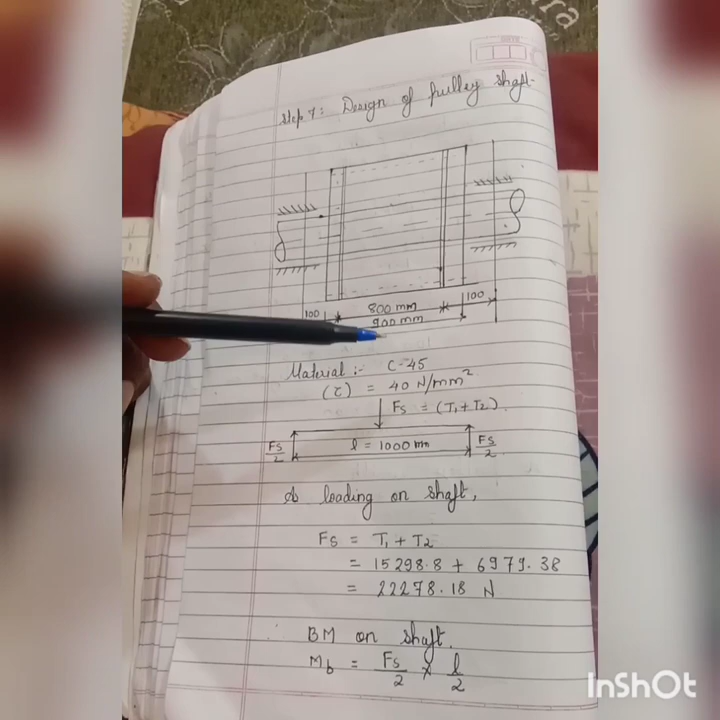 Step 7: Design of pulley shaft.
100 800 mm 100
900 mm
Material :- C-45
(τ) = 40 N/mm²
Fs = (T₁+T₂).
Fs/2 l = 1000 mm Fs/2
loading on shaft,
Fs = T₁ + T₂
= 15298.8 + 6979.38
= 22278.18 N
BM on shaft.
M_b = Fs/2 × l/2
InShOt